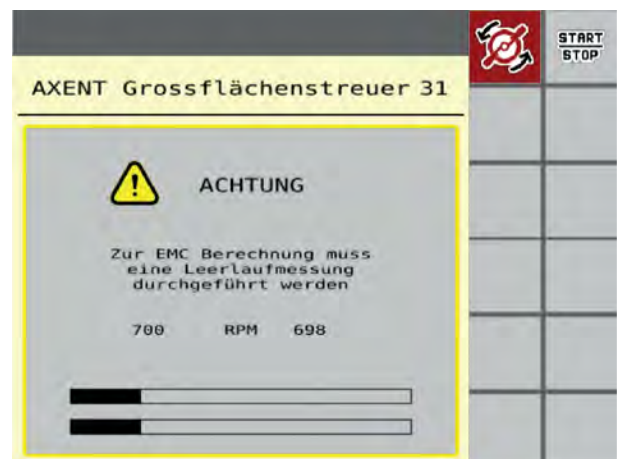 START
STOP
AXENT Grossflächenstreuer 31
ACHTUNG
Zur EMC Berechnung muss
eine Leerlaufmessung
durchgeführt werden
700 RPM 698